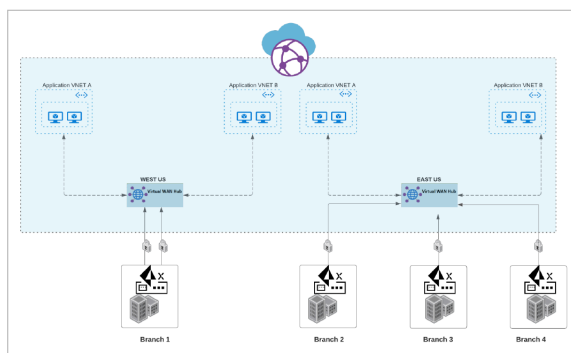 Application VNET A
Application VNET B
Application VNET A
Application VNET B
WEST US
Virtual WAN Hub
EAST US
Virtual WAN Hub
X
X
X
X
Branch 1
Branch 2
Branch 3
Branch 4